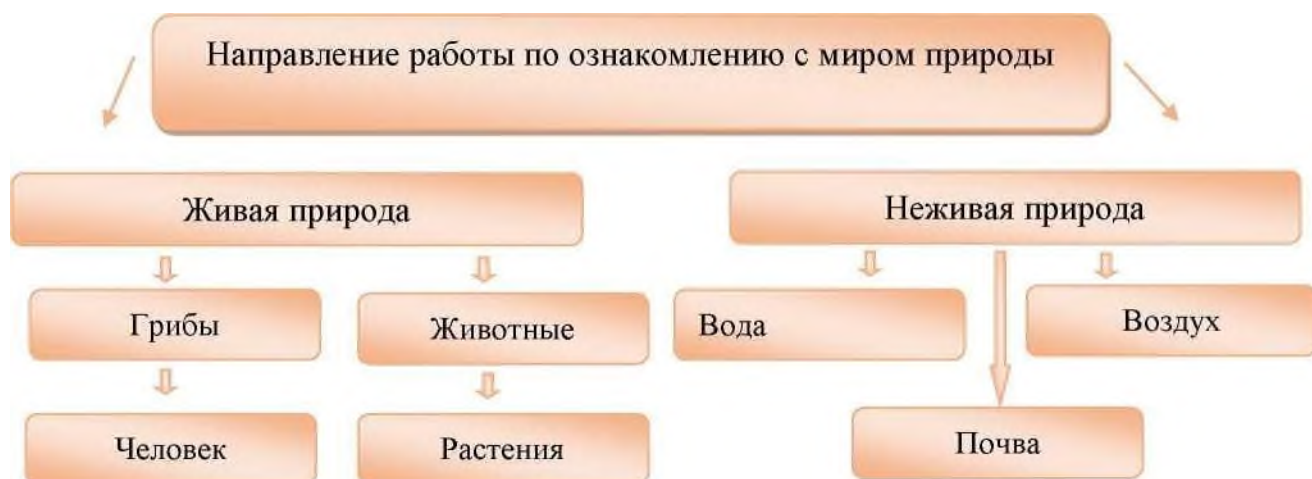 Направление работы по ознакомлению с миром природы
Живая природа
Неживая природа
Грибы
Животные
Вода
Воздух
Человек
Растения
Почва